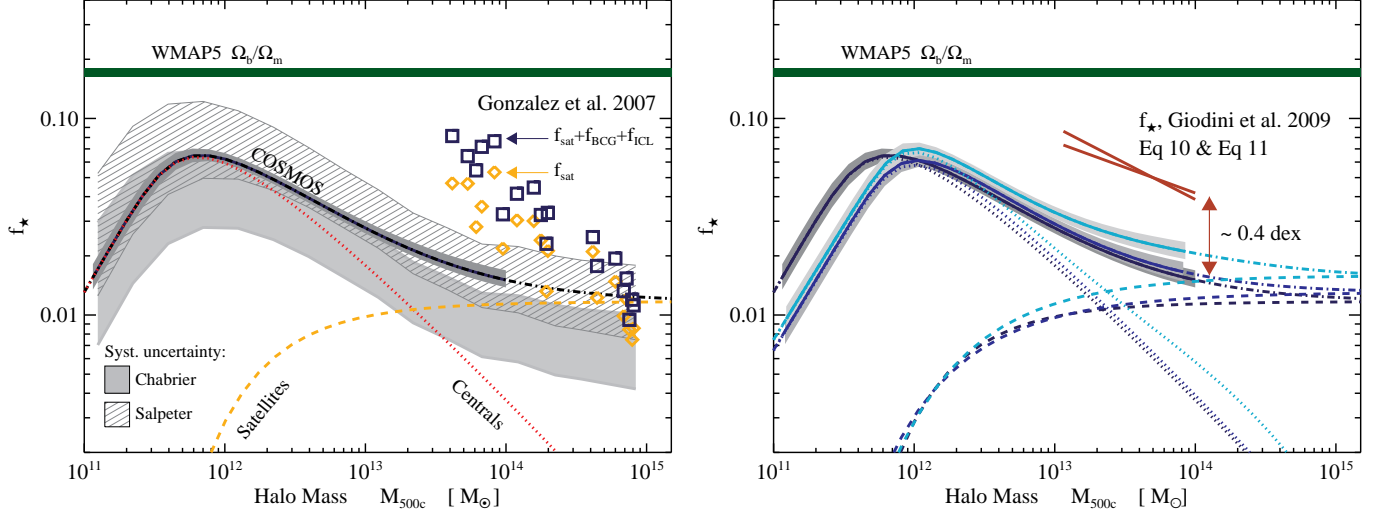 WMAP5 Ω_b/Ω_m
Gonzalez et al. 2007
f_sat+f_BCG+f_ICL
f_sat
COSMOS
Syst. uncertainty:
Chabrier
Salpeter
Satellites
Centrals
0.10
0.01
f_★
10^11
10^12
10^13
10^14
10^15
Halo Mass M_500c [ M_⊙ ]
WMAP5 Ω_b/Ω_m
f_★, Giodini et al. 2009
Eq 10 & Eq 11
~ 0.4 dex
0.10
0.01
f_★
10^11
10^12
10^13
10^14
10^15
Halo Mass M_500c [ M_⊙ ]